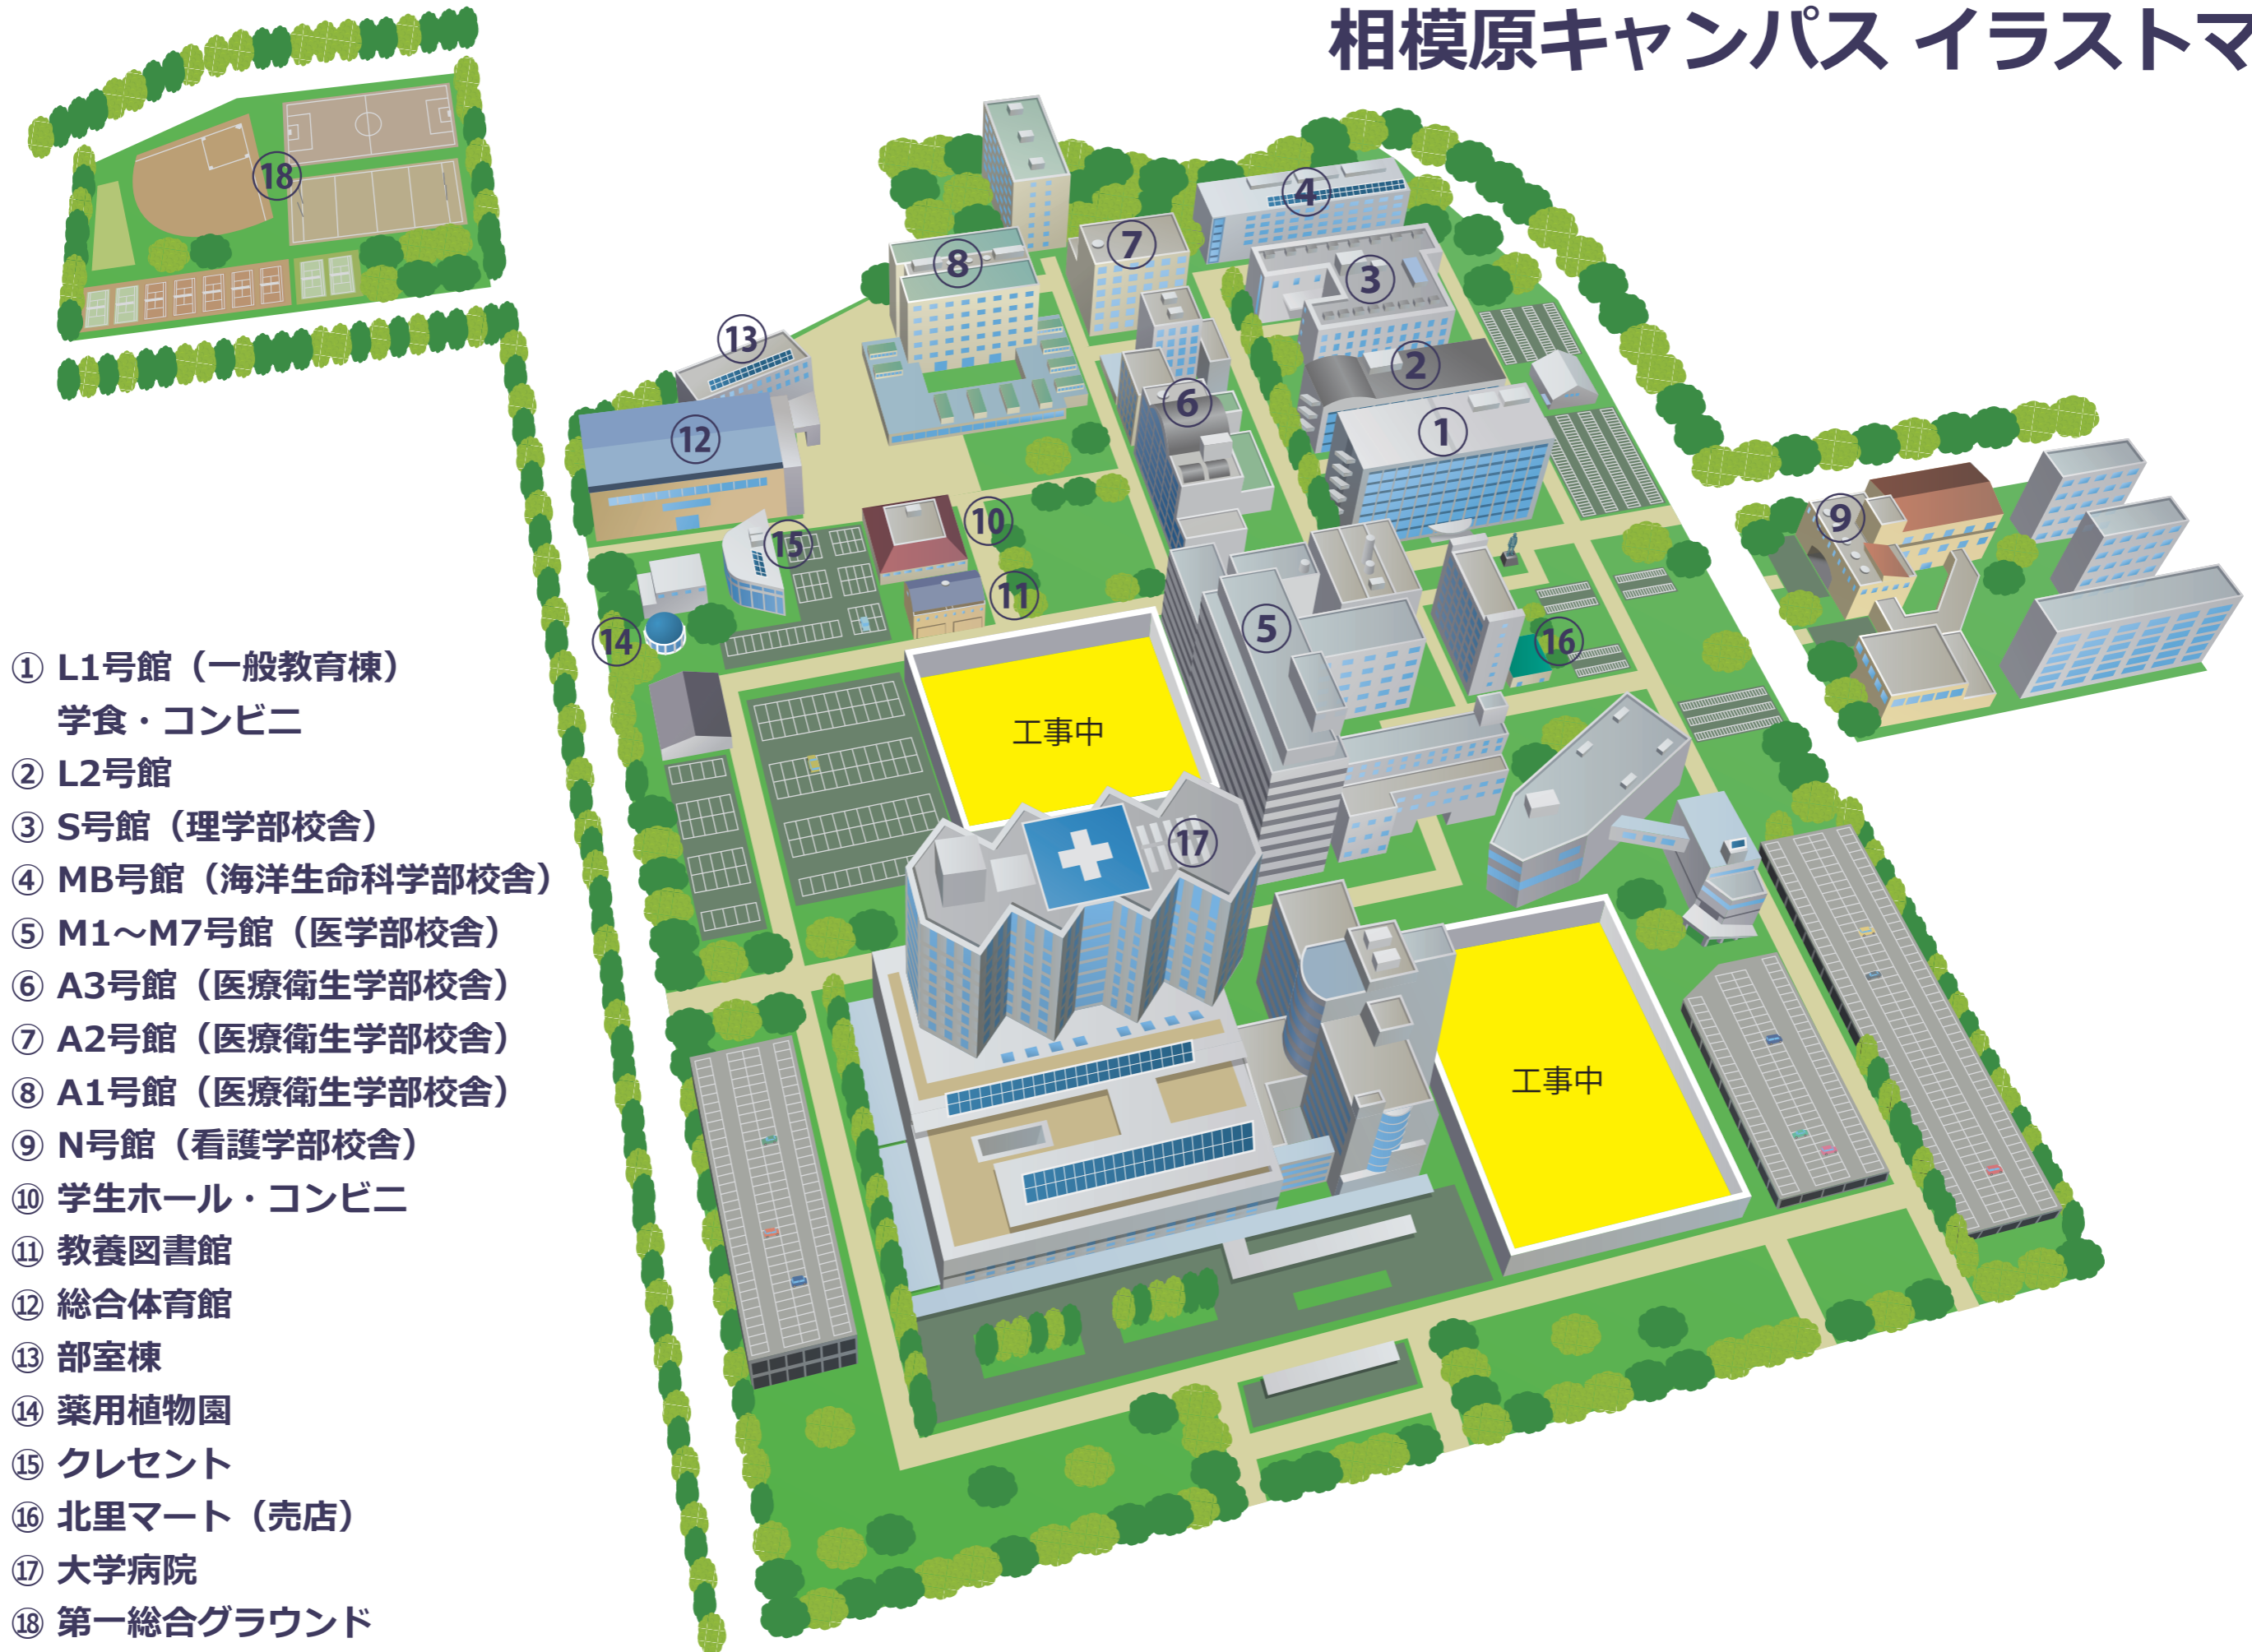 相模原キャンパス イラストマ
18
4
7
8
3
13
2
6
12
1
9
10
15
11
5
14
16
工事中
17
工事中
① L1号館（一般教育棟）
学食・コンビニ
② L2号館
③ S号館（理学部校舎）
④ MB号館（海洋生命科学部校舎）
⑤ M1～M7号館（医学部校舎）
⑥ A3号館（医療衛生学部校舎）
⑦ A2号館（医療衛生学部校舎）
⑧ A1号館（医療衛生学部校舎）
⑨ N号館（看護学部校舎）
⑩ 学生ホール・コンビニ
⑪ 教養図書館
⑫ 総合体育館
⑬ 部室棟
⑭ 薬用植物園
⑮ クレセント
⑯ 北里マート（売店）
⑰ 大学病院
⑱ 第一総合グラウンド